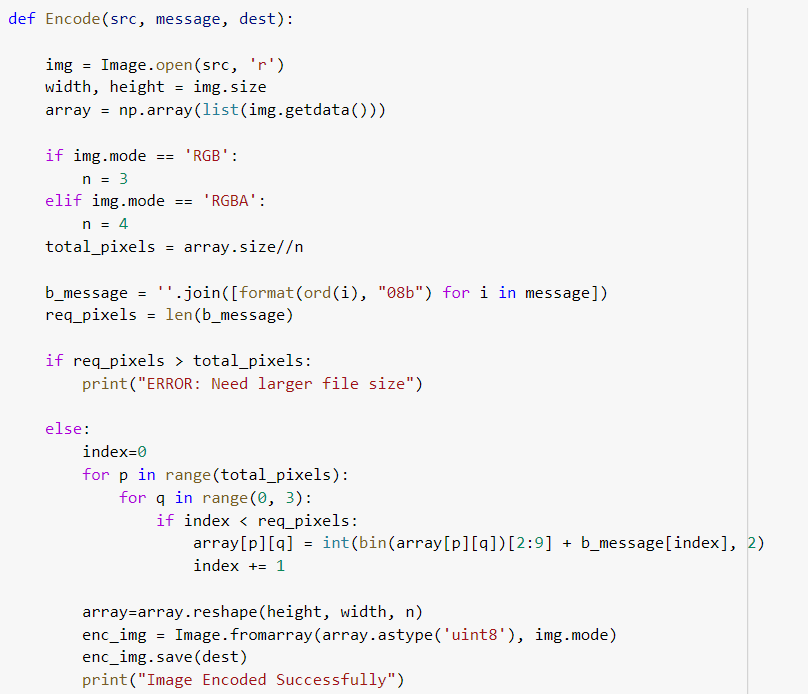 def Encode(src, message, dest):
    img = Image.open(src, 'r')
    width, height = img.size
    array = np.array(list(img.getdata()))
    if img.mode == 'RGB':
        n = 3
    elif img.mode == 'RGBA':
        n = 4
    total_pixels = array.size//n
    b_message = ''.join([format(ord(i), "08b") for i in message])
    req_pixels = len(b_message)
    if req_pixels > total_pixels:
        print("ERROR: Need larger file size")
    else:
        index=0
        for p in range(total_pixels):
            for q in range(0, 3):
                if index < req_pixels:
                    array[p][q] = int(bin(array[p][q])[2:9] + b_message[index], 2)
                    index += 1
        array=array.reshape(height, width, n)
        enc_img = Image.fromarray(array.astype('uint8'), img.mode)
        enc_img.save(dest)
        print("Image Encoded Successfully")